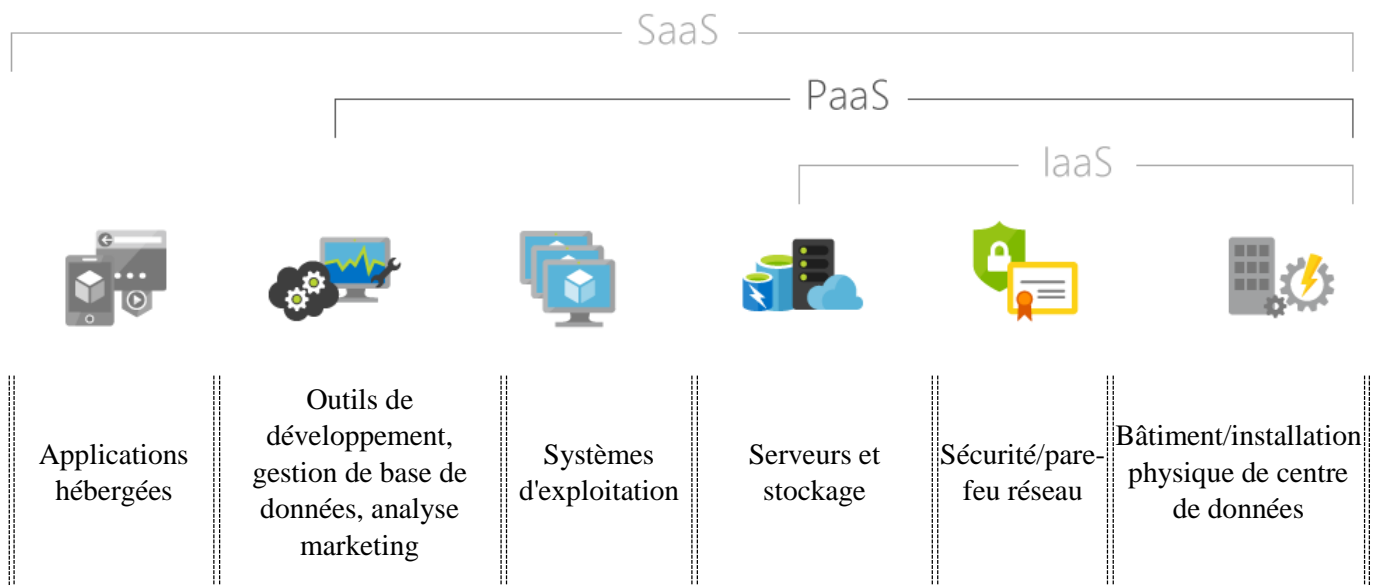 SaaS
PaaS
IaaS
Applications
hébergées
Outils de
développement,
gestion de base de
données, analyse
marketing
Systèmes
d'exploitation
Serveurs et
stockage
Sécurité/pare-
feu réseau
Bâtiment/installation
physique de centre
de données